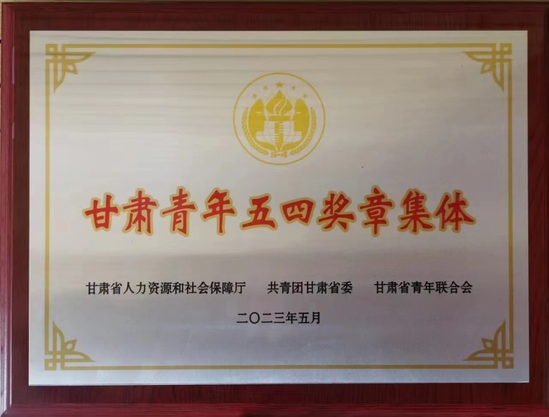 甘肃青年五四奖章集体
甘肃省人力资源和社会保障厅 共青团甘肃省委 甘肃省青年联合会
二〇二三年五月